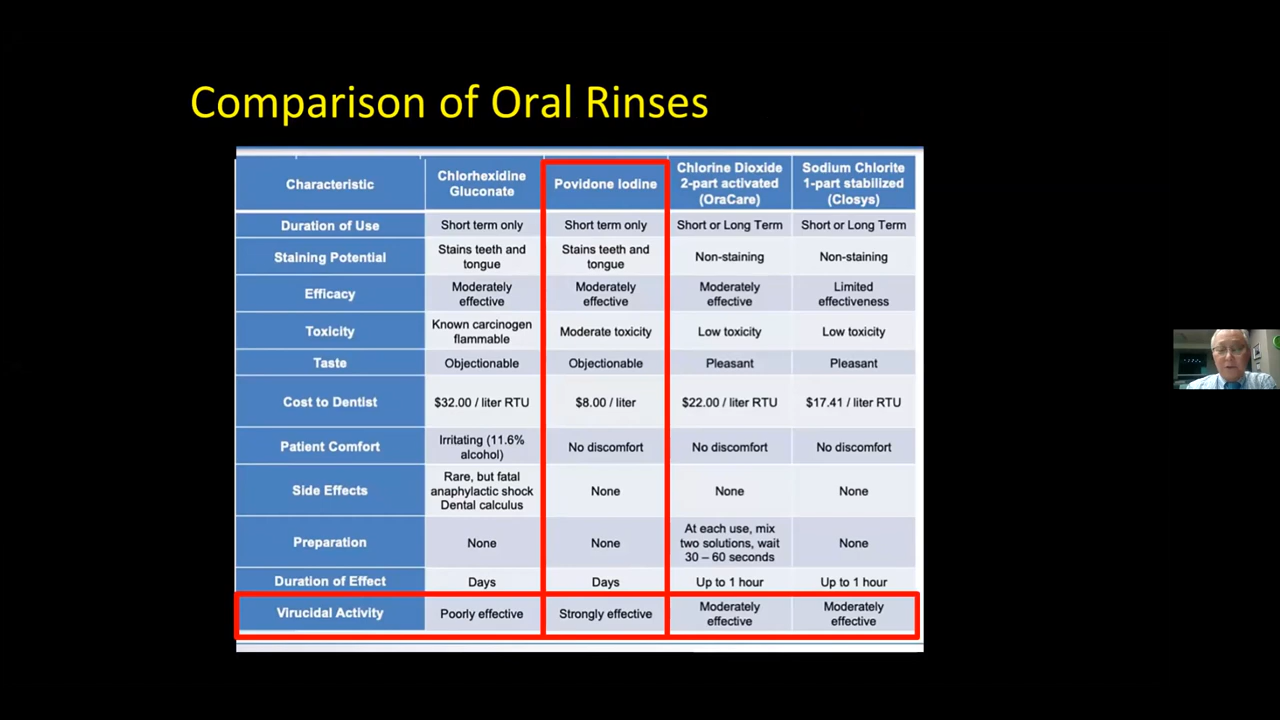 Comparison of Oral Rinses
Characteristic
Chlorhexidine
Gluconate
Povidone Iodine
Chlorine Dioxide
2-part activated
(OraCare)
Sodium Chlorite
1-part stabilized
(Closys)
Duration of Use
Short term only
Short term only
Short or Long Term
Short or Long Term
Staining Potential
Stains teeth and
tongue
Stains teeth and
tongue
Non-staining
Non-staining
Efficacy
Moderately
effective
Moderately
effective
Moderately
effective
Limited
effectiveness
Toxicity
Known carcinogen
flammable
Moderate toxicity
Low toxicity
Low toxicity
Taste
Objectionable
Objectionable
Pleasant
Pleasant
Cost to Dentist
$32.00 / liter RTU
$8.00 / liter
$22.00 / liter RTU
$17.41 / liter RTU
Patient Comfort
Irritating (11.6%
alcohol)
No discomfort
No discomfort
No discomfort
Side Effects
Rare, but fatal
anaphylactic shock
Dental calculus
None
None
None
Preparation
None
None
At each use, mix
two solutions, wait
30 – 60 seconds
None
Duration of Effect
Days
Days
Up to 1 hour
Up to 1 hour
Virucidal Activity
Poorly effective
Strongly effective
Moderately
effective
Moderately
effective